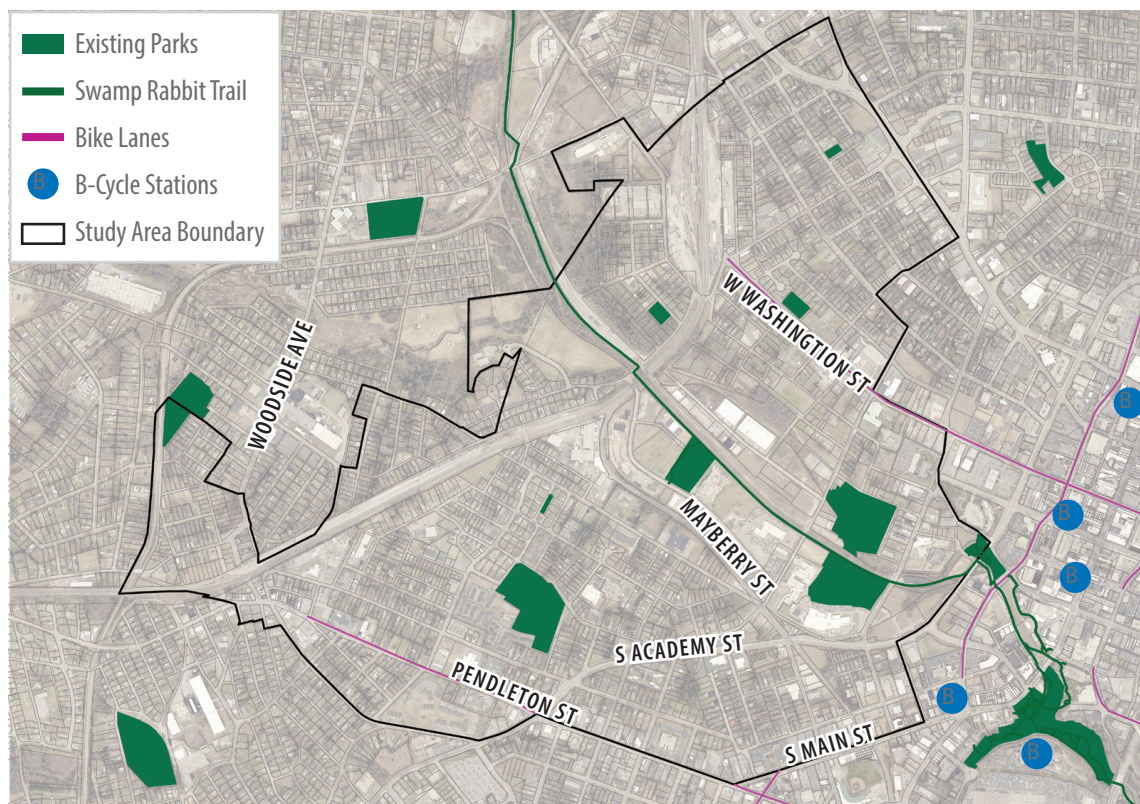 Existing Parks
Swamp Rabbit Trail
Bike Lanes
B
B-Cycle Stations
Study Area Boundary
W WASHINGTION ST
WOODSIDE AVE
B
MAYBERRY ST
B
B
S ACADEMY ST
PENDLETON ST
B
S MAIN ST
B